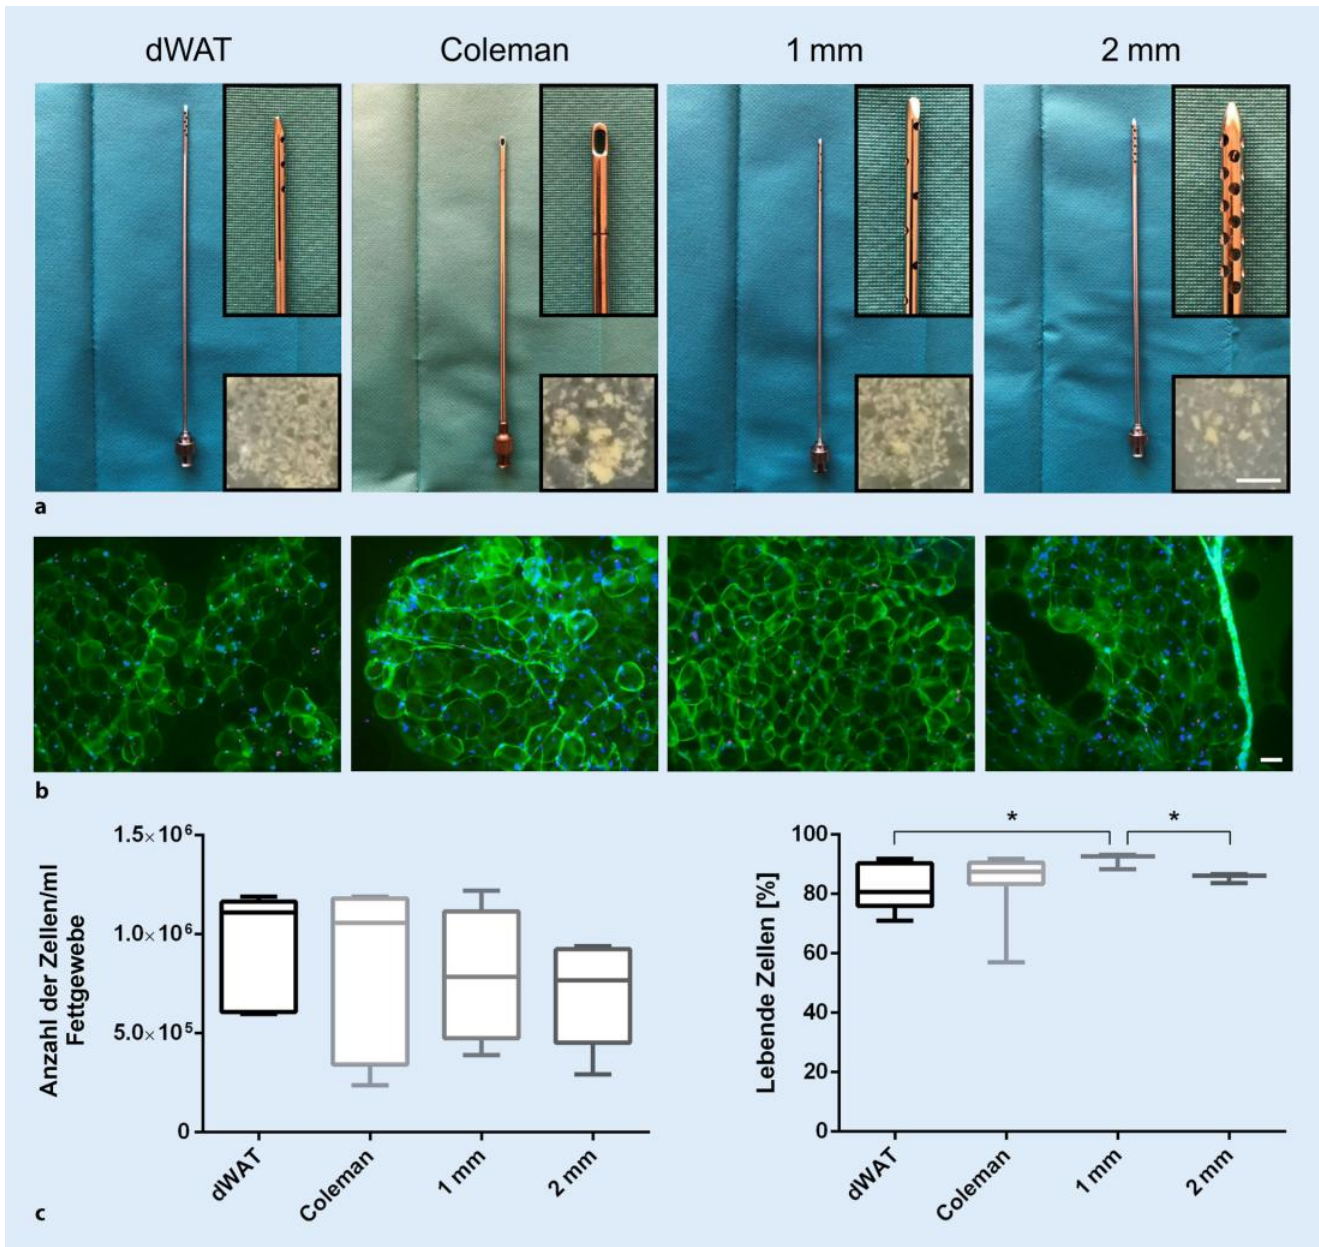 dWAT Coleman 1 mm 2 mm
a
b
Anzahl der Zellen/ml
Fettgewebe
1.5×10⁶
1.0×10⁶
5.0×10⁵
0
dWAT Coleman 1 mm 2 mm
Lebende Zellen [%]
100
80
60
40
20
0
* *
dWAT Coleman 1 mm 2 mm
c